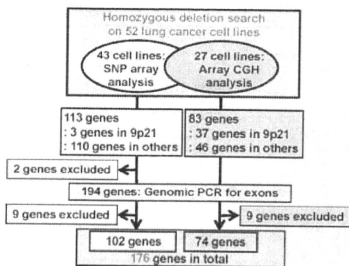 Homozygous deletion search
on 52 lung cancer cell lines
43 cell lines:
SNP array
analysis
27 cell lines:
Array CGH
analysis
113 genes
: 3 genes in 9p21
: 110 genes in others
83 genes
: 37 genes in 9p21
: 46 genes in others
2 genes excluded
194 genes: Genomic PCR for exons
9 genes excluded
9 genes excluded
102 genes
74 genes
176 genes in total